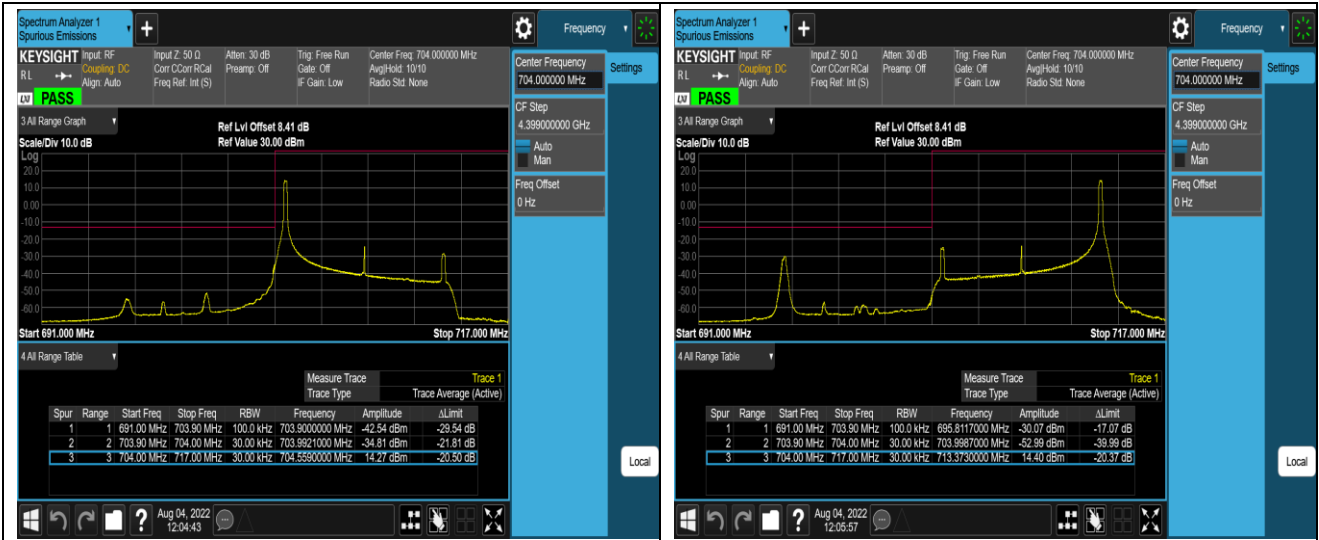 Spectrum Analyzer 1
Spurious Emissions
+
Frequency
KEYSIGHT Input: RF Input Z: 50 Ω Atten: 30 dB Trig: Free Run Center Freq: 704.000000 MHz
RL Coupling: DC Corr CCorr RCal Preamp: Off Gate: Off Avg|Hold: 10/10
Align: Auto Freq Ref: Int (S) IF Gain: Low Radio Std: None
PASS
Center Frequency
704.000000 MHz
Settings
CF Step
4.399000000 GHz
Auto
Man
Freq Offset
0 Hz
3 All Range Graph
Ref Lvl Offset 8.41 dB
Scale/Div 10.0 dB Ref Value 30.00 dBm
Log
20.0
10.0
0.00
-10.0
-20.0
-30.0
-40.0
-50.0
-60.0
Start 691.000 MHz Stop 717.000 MHz
4 All Range Table
Measure Trace Trace 1
Trace Type Trace Average (Active)
Spur Range Start Freq Stop Freq RBW Frequency Amplitude ΔLimit
1 1 691.00 MHz 703.90 MHz 100.0 kHz 703.9000000 MHz -42.54 dBm -29.54 dB
2 2 703.90 MHz 704.00 MHz 30.00 kHz 703.9921000 MHz -34.81 dBm -21.81 dB
3 3 704.00 MHz 717.00 MHz 30.00 kHz 704.5590000 MHz 14.27 dBm -20.50 dB
Local
?
Aug 04, 2022
12:04:43
Spectrum Analyzer 1
Spurious Emissions
+
Frequency
KEYSIGHT Input: RF Input Z: 50 Ω Atten: 30 dB Trig: Free Run Center Freq: 704.000000 MHz
RL Coupling: DC Corr CCorr RCal Preamp: Off Gate: Off Avg|Hold: 10/10
Align: Auto Freq Ref: Int (S) IF Gain: Low Radio Std: None
PASS
Center Frequency
704.000000 MHz
Settings
CF Step
4.399000000 GHz
Auto
Man
Freq Offset
0 Hz
3 All Range Graph
Ref Lvl Offset 8.41 dB
Scale/Div 10.0 dB Ref Value 30.00 dBm
Log
20.0
10.0
0.00
-10.0
-20.0
-30.0
-40.0
-50.0
-60.0
Start 691.000 MHz Stop 717.000 MHz
4 All Range Table
Measure Trace Trace 1
Trace Type Trace Average (Active)
Spur Range Start Freq Stop Freq RBW Frequency Amplitude ΔLimit
1 1 691.00 MHz 703.90 MHz 100.0 kHz 695.8117000 MHz -30.07 dBm -17.07 dB
2 2 703.90 MHz 704.00 MHz 30.00 kHz 703.9987000 MHz -52.99 dBm -39.99 dB
3 3 704.00 MHz 717.00 MHz 30.00 kHz 713.3730000 MHz 14.40 dBm -20.37 dB
Local
?
Aug 04, 2022
12:05:57